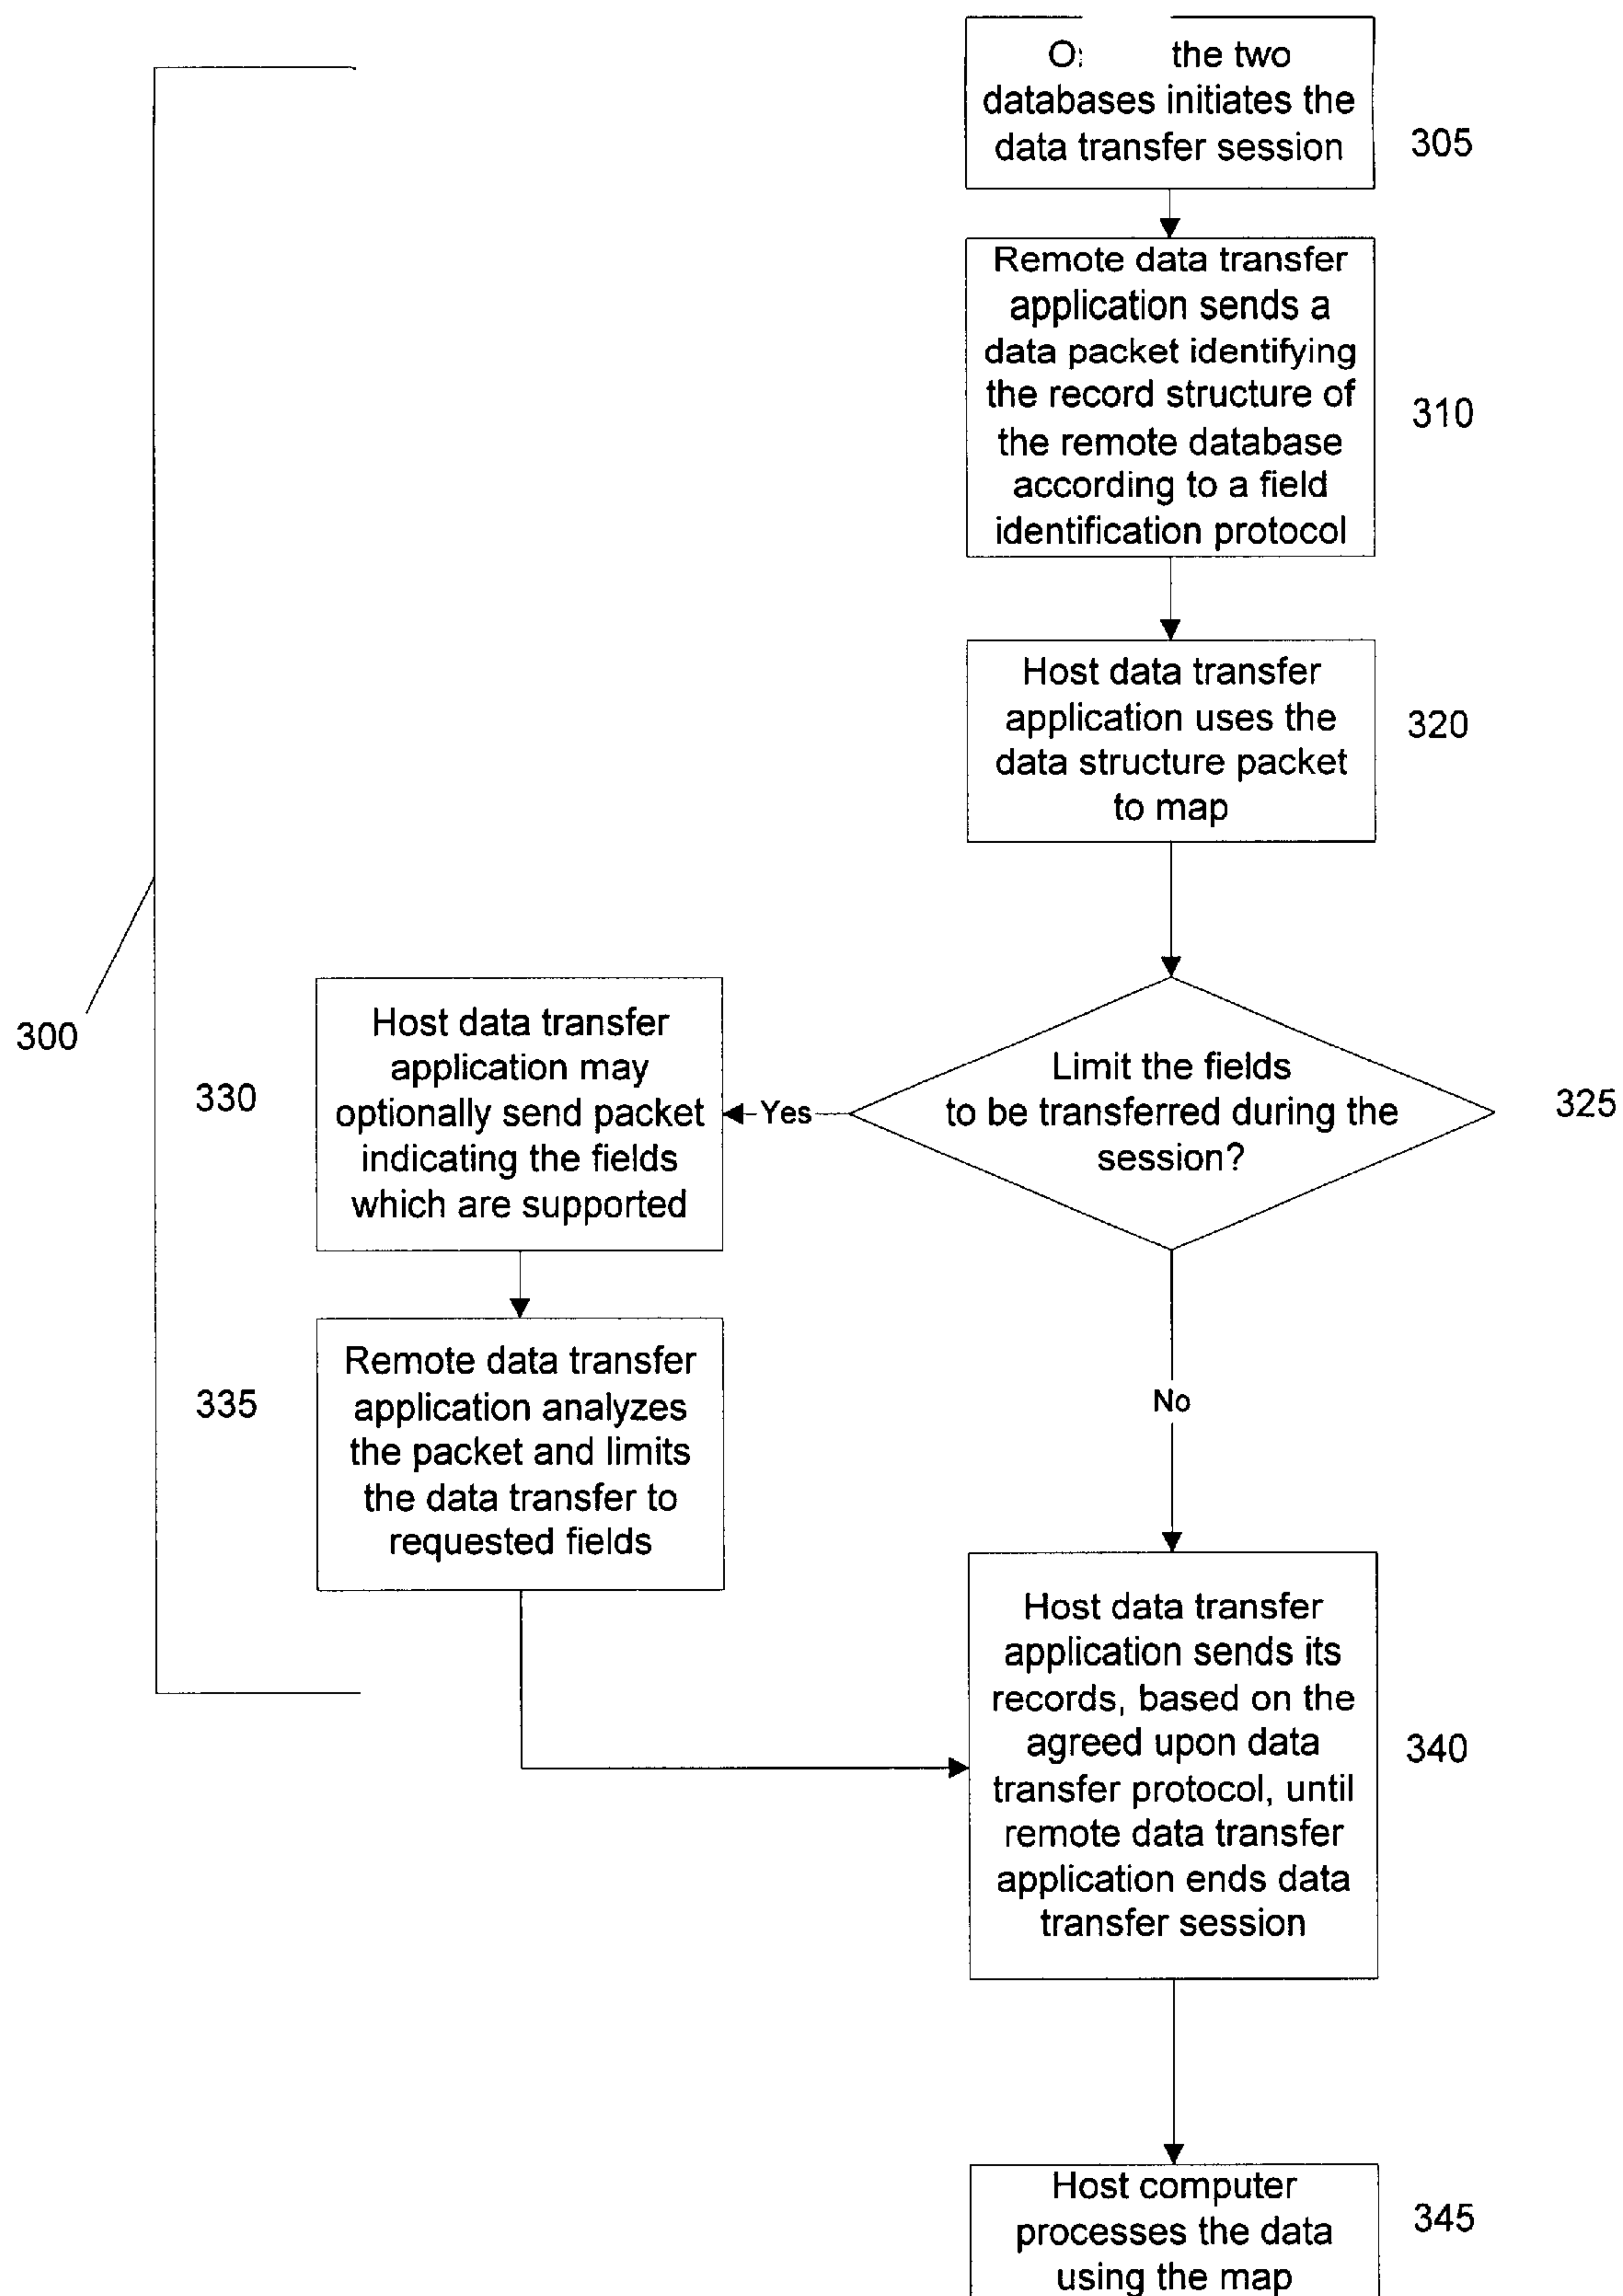 the two
databases initiates the
data transfer session
305
Remote data transfer
application sends a
data packet identifying
the record structure of
the remote database
according to a field
identification protocol
310
Host data transfer
application uses the
data structure packet
to map
320
Limit the fields
to be transferred during the
session?
325
Yes
No
300
330
Host data transfer
application may
optionally send packet
indicating the fields
which are supported
335
Remote data transfer
application analyzes
the packet and limits
the data transfer to
requested fields
Host data transfer
application sends its
records, based on the
agreed upon data
transfer protocol, until
remote data transfer
application ends data
transfer session
340
Host computer
processes the data
using the map
345